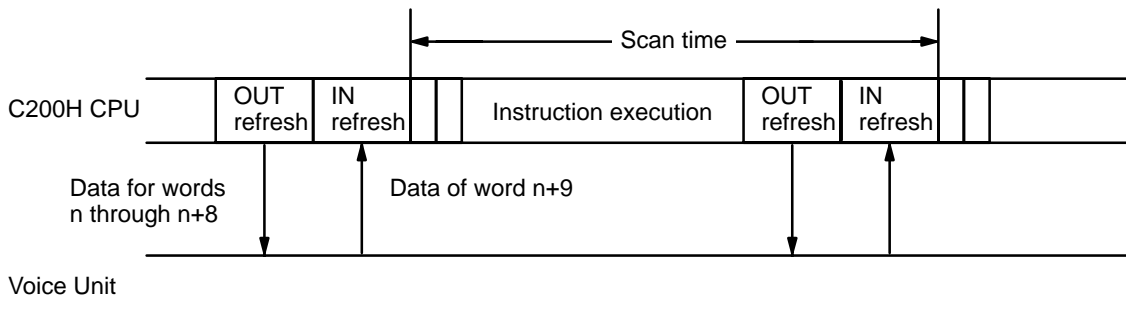 Scan time
C200H CPU
OUT
refresh
IN
refresh
Instruction execution
OUT
refresh
IN
refresh
Data for words
n through n+8
Data of word n+9
Voice Unit